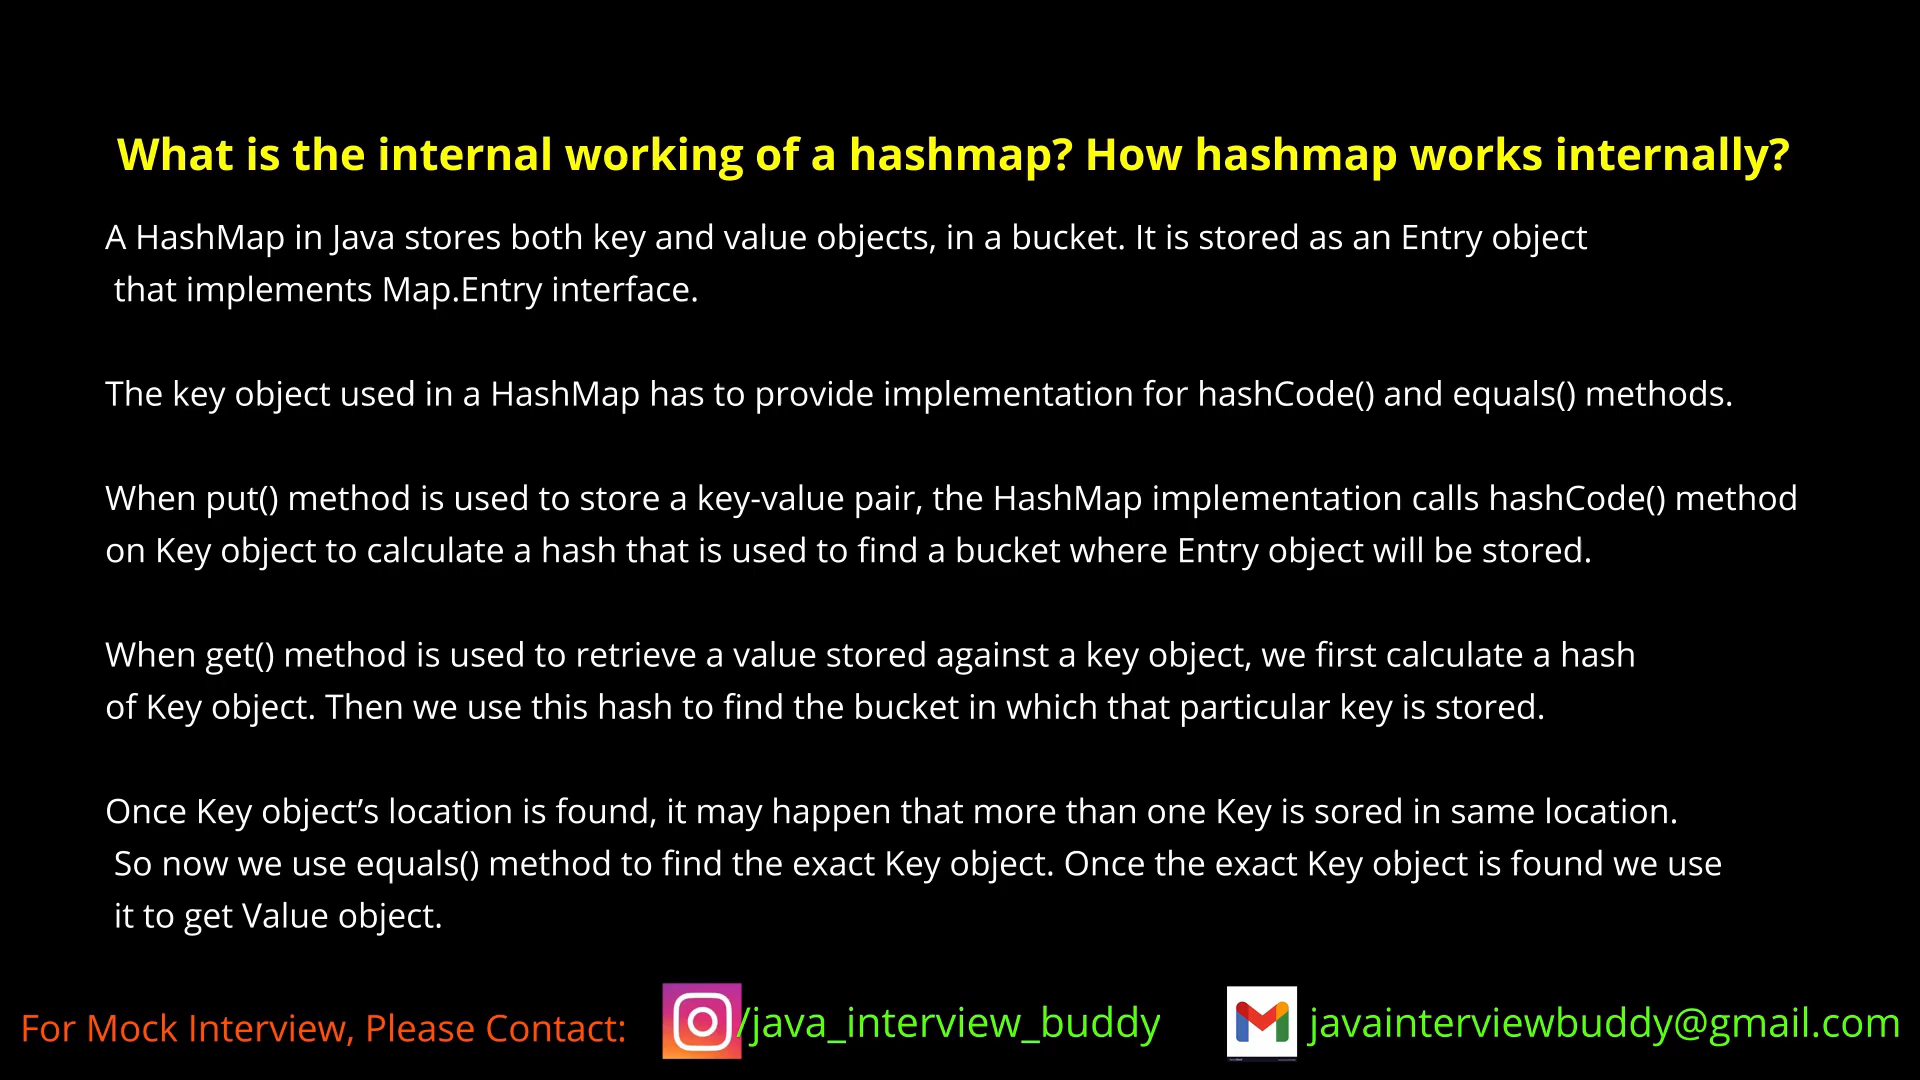 What is the internal working of a hashmap? How hashmap works internally?
A HashMap in Java stores both key and value objects, in a bucket. It is stored as an Entry object
that implements Map.Entry interface.
The key object used in a HashMap has to provide implementation for hashCode() and equals() methods.
When put() method is used to store a key-value pair, the HashMap implementation calls hashCode() method
on Key object to calculate a hash that is used to find a bucket where Entry object will be stored.
When get() method is used to retrieve a value stored against a key object, we first calculate a hash
of Key object. Then we use this hash to find the bucket in which that particular key is stored.
Once Key object’s location is found, it may happen that more than one Key is sored in same location.
So now we use equals() method to find the exact Key object. Once the exact Key object is found we use
it to get Value object.
For Mock Interview, Please Contact: /java_interview_buddy javainterviewbuddy@gmail.com